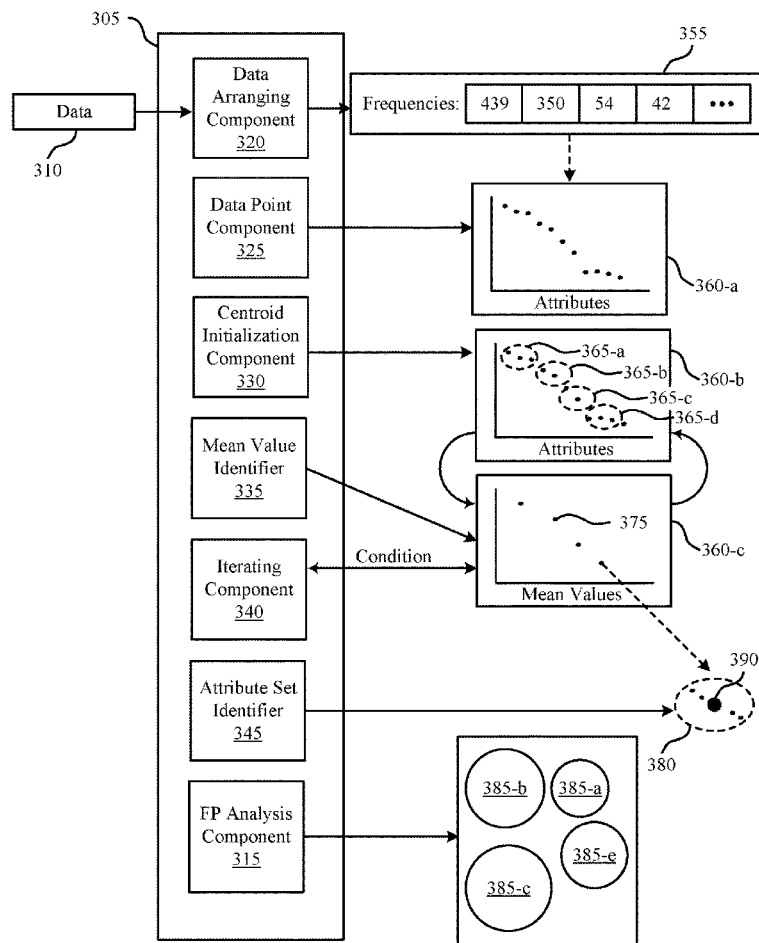 305
Data
310
Data
Arranging
Component
320
355
Frequencies: 439 350 54 42 •••
Data Point
Component
325
Attributes
360-a
Centroid
Initialization
Component
330
365-a
365-b
365-c
365-d
360-b
Attributes
Mean Value
Identifier
335
375
360-c
Mean Values
Iterating
Component
340
Condition
Attribute Set
Identifier
345
390
380
FP Analysis
Component
315
385-b
385-a
385-e
385-c